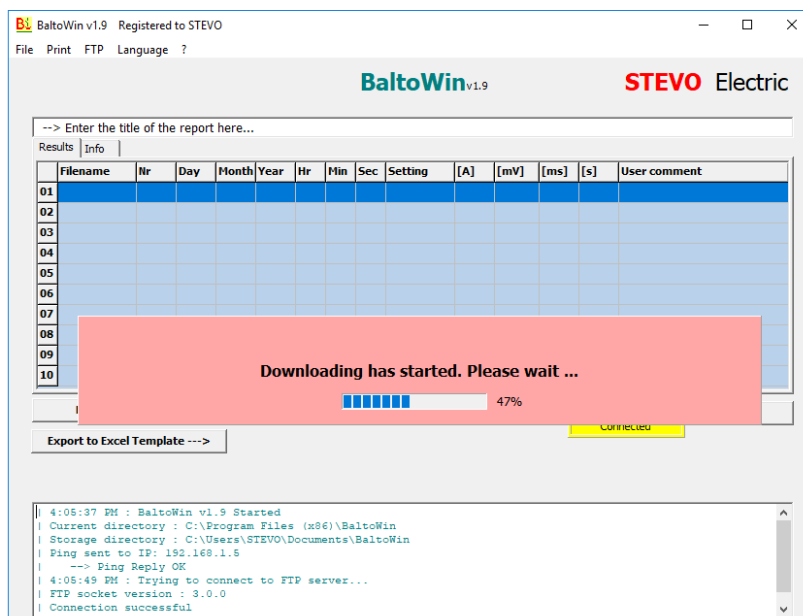 BaltoWin v1.9 Registered to STEVO
File Print FTP Language ?
BaltoWin v1.9 STEVO Electric
--> Enter the title of the report here...
Results Info
Filename Nr Day Month Year Hr Min Sec Setting [A] [mV] [ms] [s] User comment
01
02
03
04
05
06
07
08
09
10
Downloading has started. Please wait ...
47%
Connected
Export to Excel Template --->
| 4:05:37 PM : BaltoWin v1.9 Started
| Current directory : C:\Program Files (x86)\BaltoWin
| Storage directory : C:\Users\STEVO\Documents\BaltoWin
| Ping sent to IP: 192.168.1.5
| --> Ping Reply OK
| 4:05:49 PM : Trying to connect to FTP server...
| FTP socket version : 3.0.0
| Connection successful